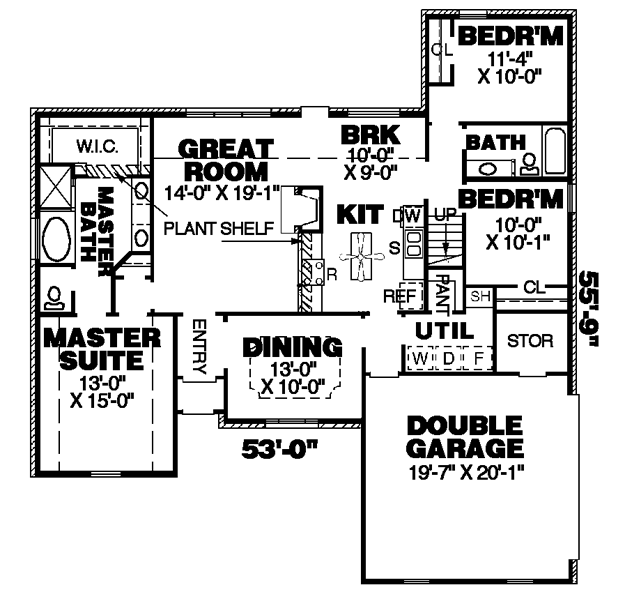 BEDR'M
11'-4"
X 10'-0"
CL
W.I.C.
GREAT
ROOM
14'-0" X 19'-1"
BRK
10'-0"
X 9'-0"
BATH
BEDR'M
10'-0"
X 10'-1"
MASTER
BATH
PLANT SHELF
KIT
DW
UP
S
R
REF
PANT
SH
CL
55'-9"
MASTER
SUITE
13'-0"
X 15'-0"
ENTRY
DINING
13'-0"
X 10'-0"
UTIL
W D F
STOR
53'-0"
DOUBLE
GARAGE
19'-7" X 20'-1"